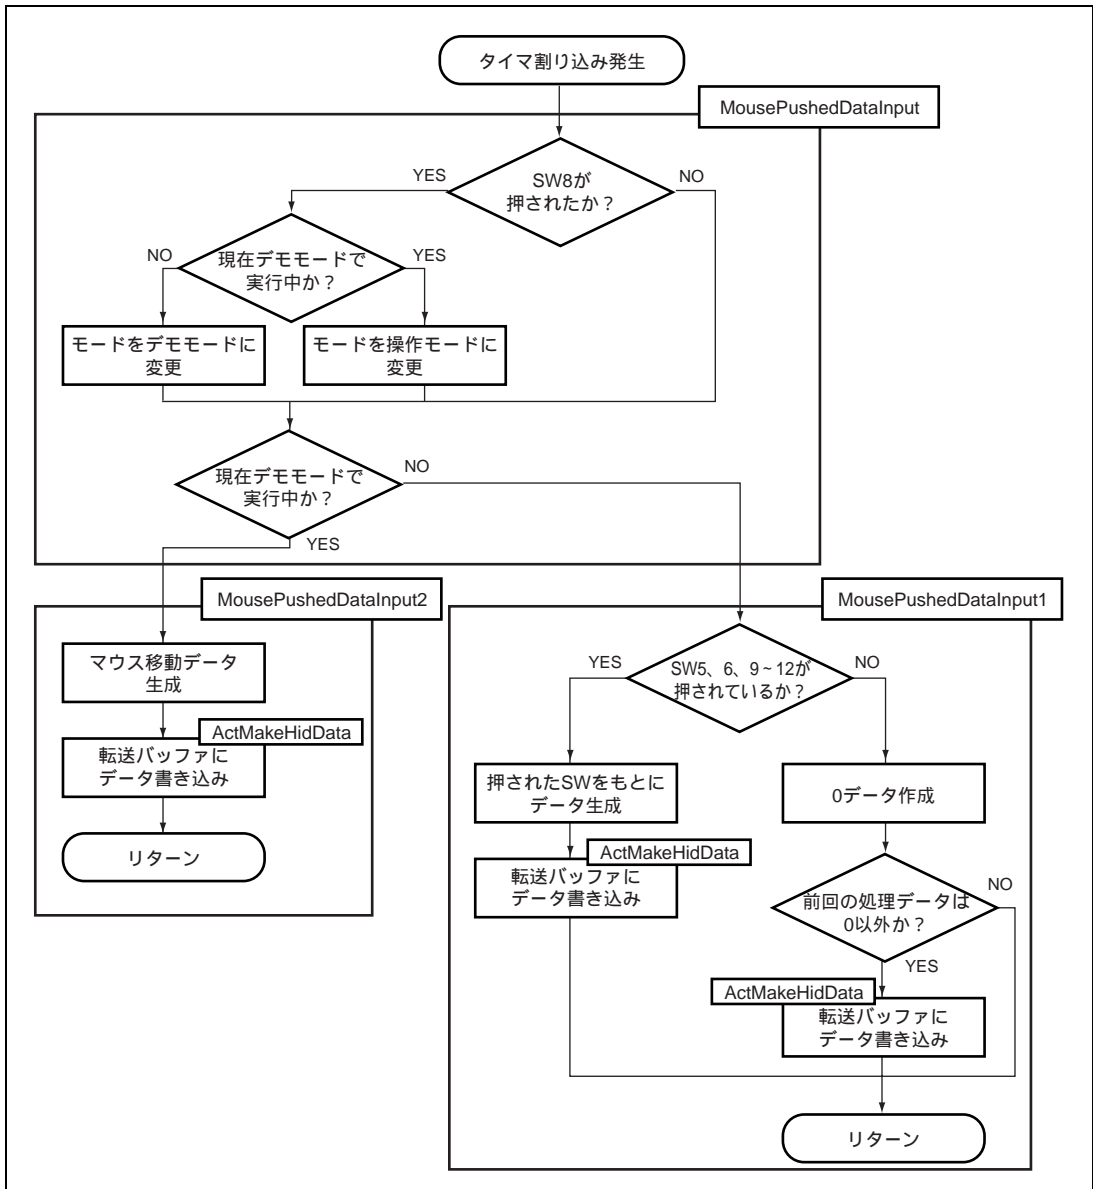 タイマ割り込み発生
MousePushedDataInput
SW8が
押されたか？
YES
NO
現在デモモードで
実行中か？
NO
YES
モードをデモモードに
変更
モードを操作モードに
変更
現在デモモードで
実行中か？
NO
YES
MousePushedDataInput2
マウス移動データ
生成
ActMakeHidData
転送バッファに
データ書き込み
リターン
MousePushedDataInput1
SW5、6、9～12が
押されているか？
YES
NO
押されたSWをもとに
データ生成
ActMakeHidData
転送バッファに
データ書き込み
0データ作成
前回の処理データは
0以外か？
NO
YES
ActMakeHidData
転送バッファに
データ書き込み
リターン